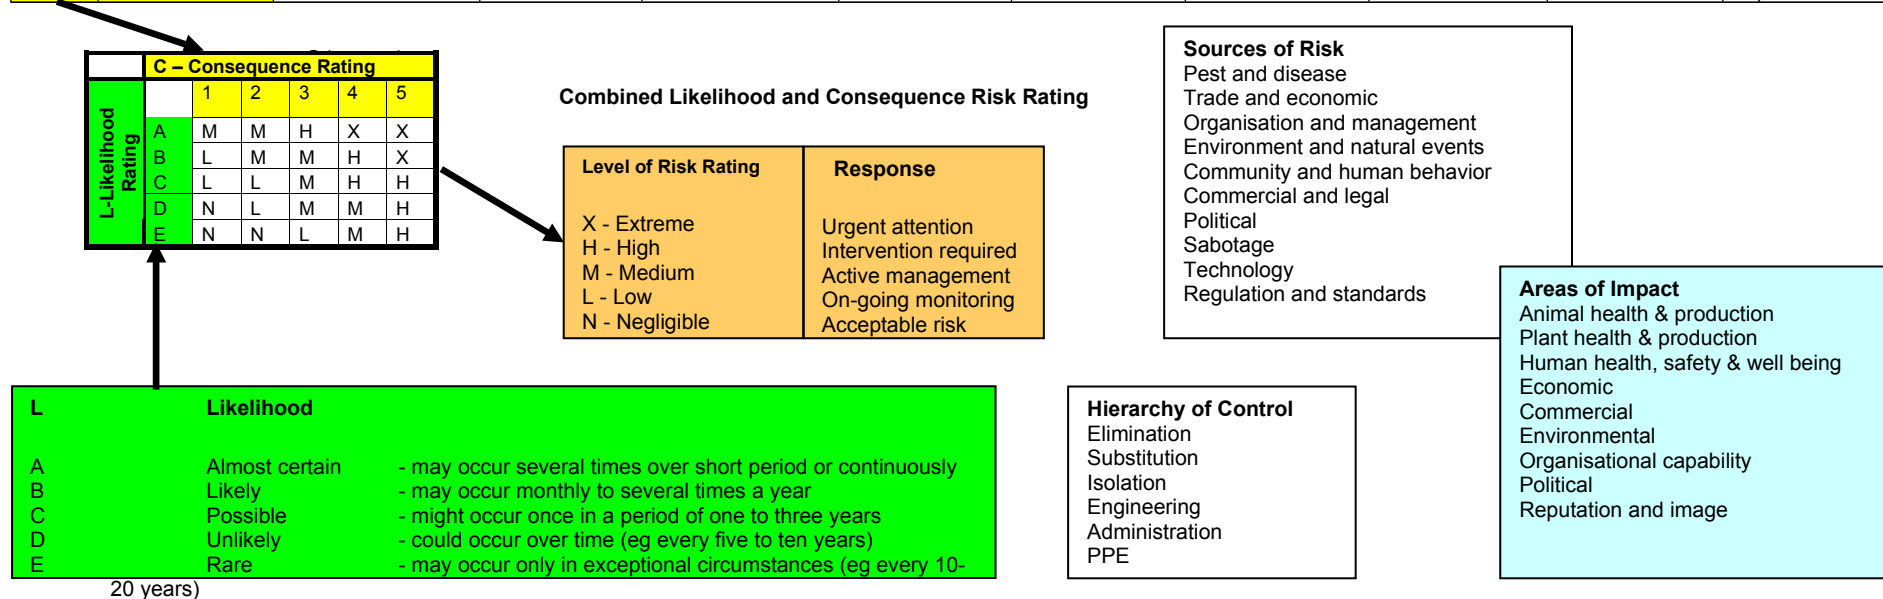 C – Consequence Rating
L-Likelihood
Rating
1 2 3 4 5
A M M H X X
B L M M H X
C L L M H H
D N L M M H
E N N L M H
Combined Likelihood and Consequence Risk Rating
Level of Risk Rating Response
X - Extreme Urgent attention
H - High Intervention required
M - Medium Active management
L - Low On-going monitoring
N - Negligible Acceptable risk
Sources of Risk
Pest and disease
Trade and economic
Organisation and management
Environment and natural events
Community and human behavior
Commercial and legal
Political
Sabotage
Technology
Regulation and standards
Areas of Impact
Animal health & production
Plant health & production
Human health, safety & well being
Economic
Commercial
Environmental
Organisational capability
Political
Reputation and image
L Likelihood
A Almost certain - may occur several times over short period or continuously
B Likely - may occur monthly to several times a year
C Possible - might occur once in a period of one to three years
D Unlikely - could occur over time (eg every five to ten years)
E Rare - may occur only in exceptional circumstances (eg every 10-
20 years)
Hierarchy of Control
Elimination
Substitution
Isolation
Engineering
Administration
PPE